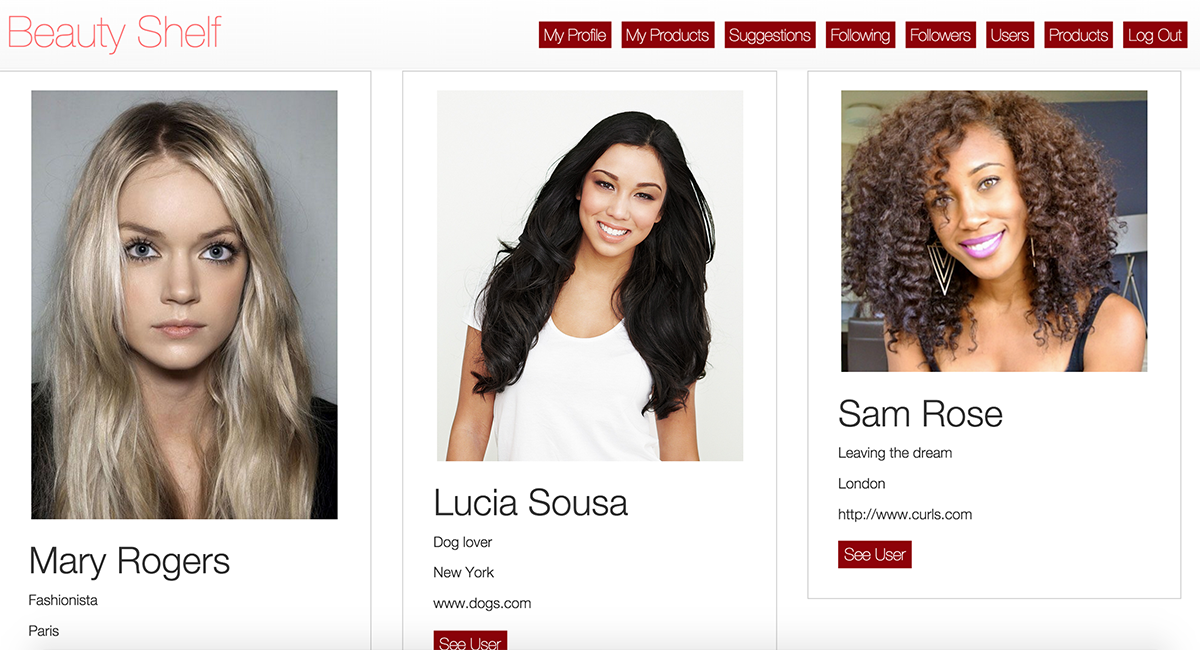 Beauty Shelf
My Profile My Products Suggestions Following Followers Users Products Log Out
Mary Rogers
Fashionista
Paris
Lucia Sousa
Dog lover
New York
www.dogs.com
See User
Sam Rose
Leaving the dream
London
http://www.curls.com
See User